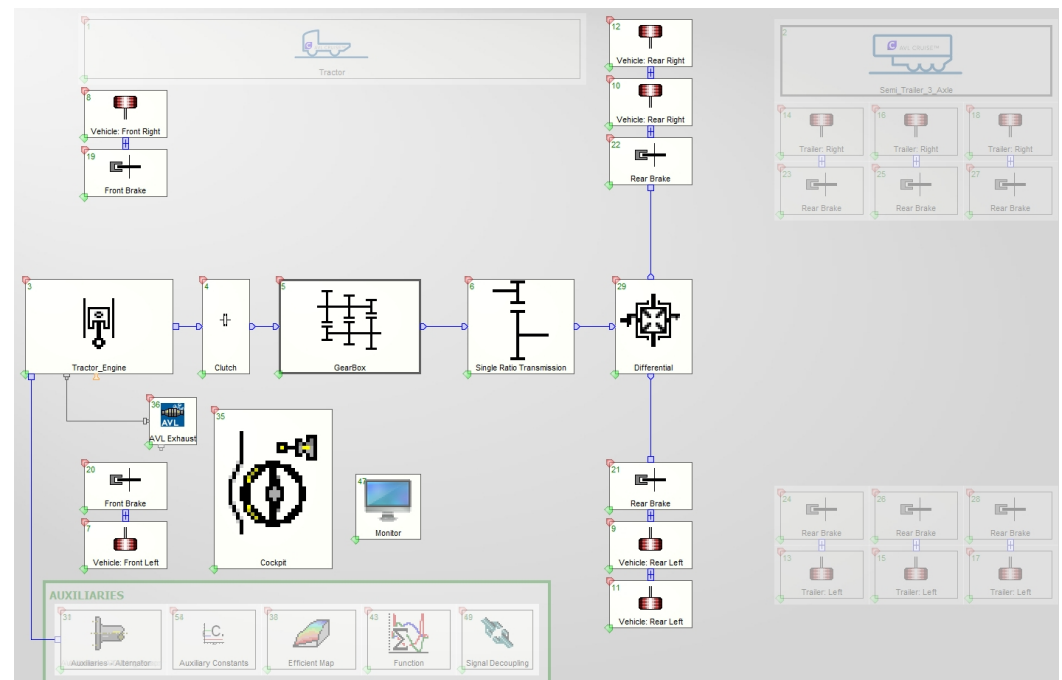 1
Tractor
12
Vehicle: Rear Right
2
AVL CRUISE™
Semi_Trailer_3_Axle
8
Vehicle: Front Right
10
Vehicle: Rear Right
14 16 18
Trailer: Right Trailer: Right Trailer: Right
19
Front Brake
22
Rear Brake
23 25 27
Rear Brake Rear Brake Rear Brake
3 4 5 6 29
Tractor_Engine Clutch GearBox Single Ratio Transmission Differential
36
AVL
AVL Exhaust
35
Cockpit
47
Monitor
20
Front Brake
21
Rear Brake
24 26 28
Rear Brake Rear Brake Rear Brake
7
Vehicle: Front Left
9
Vehicle: Rear Left
13 15 17
Trailer: Left Trailer: Left Trailer: Left
11
Vehicle: Rear Left
AUXILIARIES
C.
Auxiliaries - Alternator Auxiliary Constants Efficient Map Function Signal Decoupling